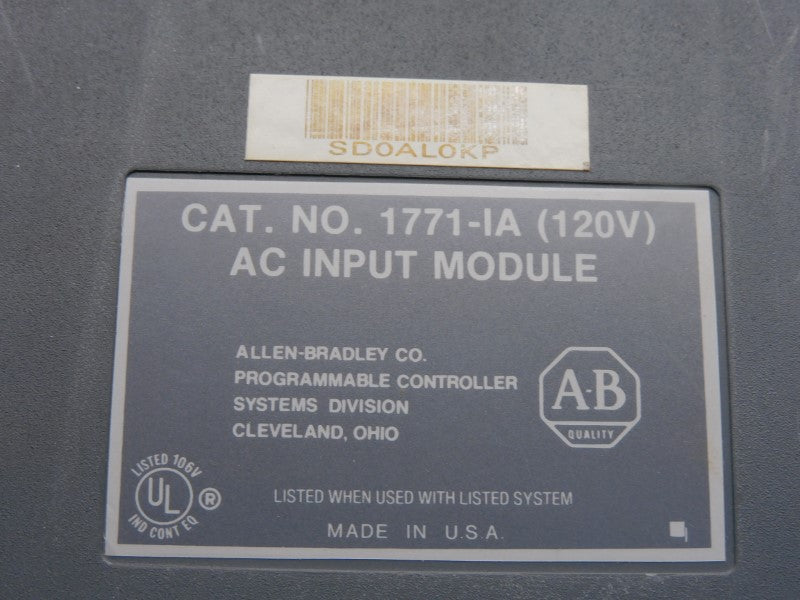 SD0AL0KP
CAT. NO. 1771-IA (120V)
AC INPUT MODULE
ALLEN-BRADLEY CO.
PROGRAMMABLE CONTROLLER
SYSTEMS DIVISION
CLEVELAND, OHIO
A·B
QUALITY
LISTED 106V
UL ®
IND CONT EQ
LISTED WHEN USED WITH LISTED SYSTEM
MADE IN U.S.A.